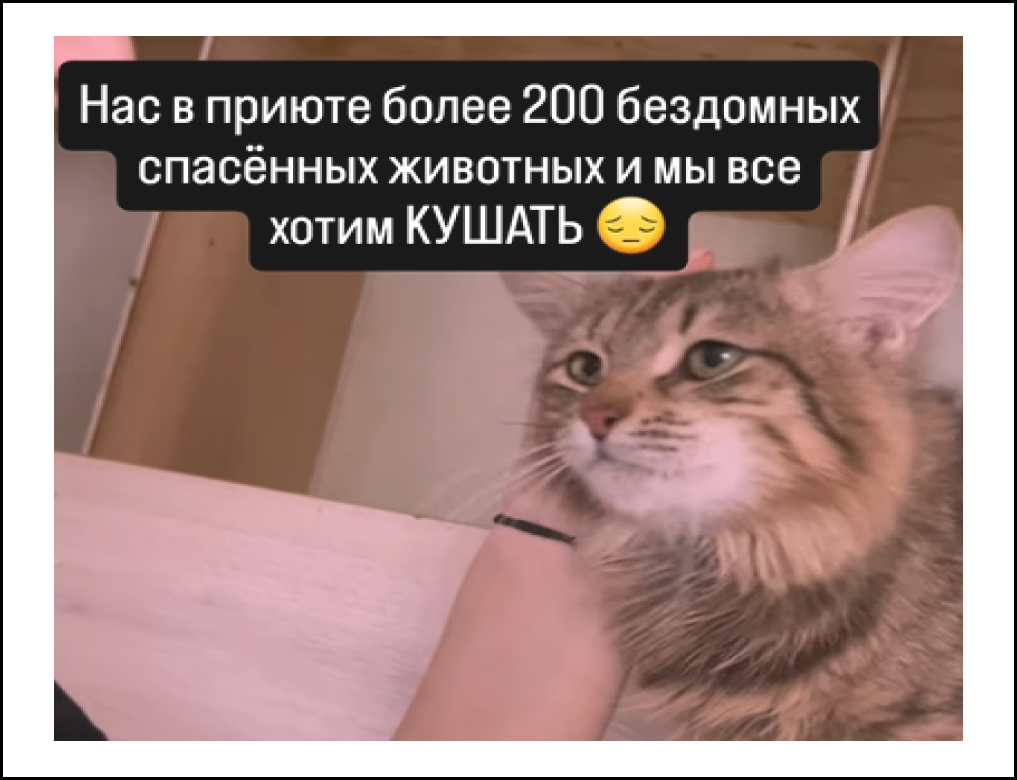 Нас в приюте более 200 бездомных
спасённых животных и мы все
хотим КУШАТЬ 😔